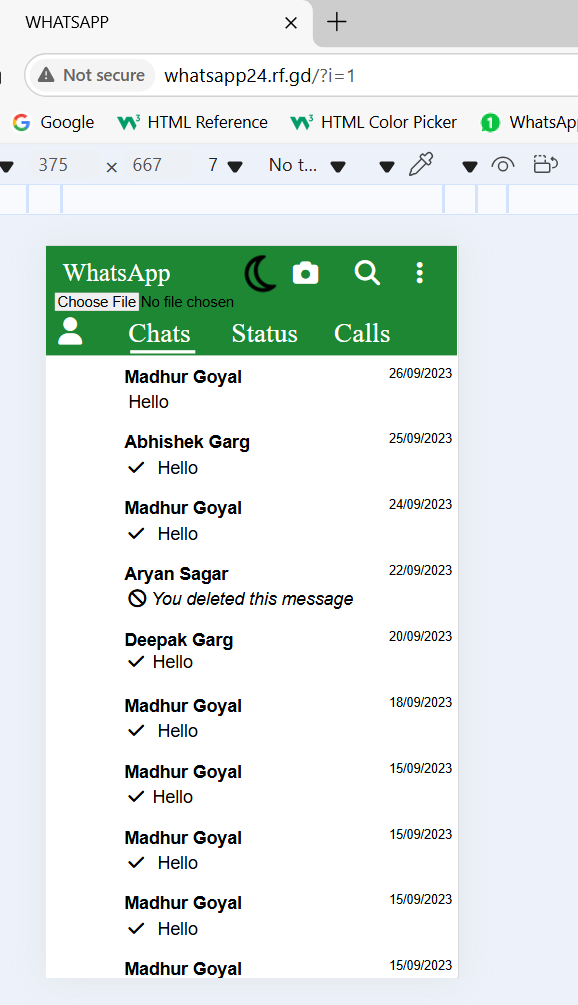 WHATSAPP
Not secure whatsapp24.rf.gd/?i=1
Google HTML Reference HTML Color Picker WhatsApp
375 × 667 7 No t...
WhatsApp
Choose File No file chosen
Chats Status Calls
Madhur Goyal 26/09/2023
Hello
Abhishek Garg 25/09/2023
Hello
Madhur Goyal 24/09/2023
Hello
Aryan Sagar 22/09/2023
You deleted this message
Deepak Garg 20/09/2023
Hello
Madhur Goyal 18/09/2023
Hello
Madhur Goyal 15/09/2023
Hello
Madhur Goyal 15/09/2023
Hello
Madhur Goyal 15/09/2023
Hello
Madhur Goyal 15/09/2023